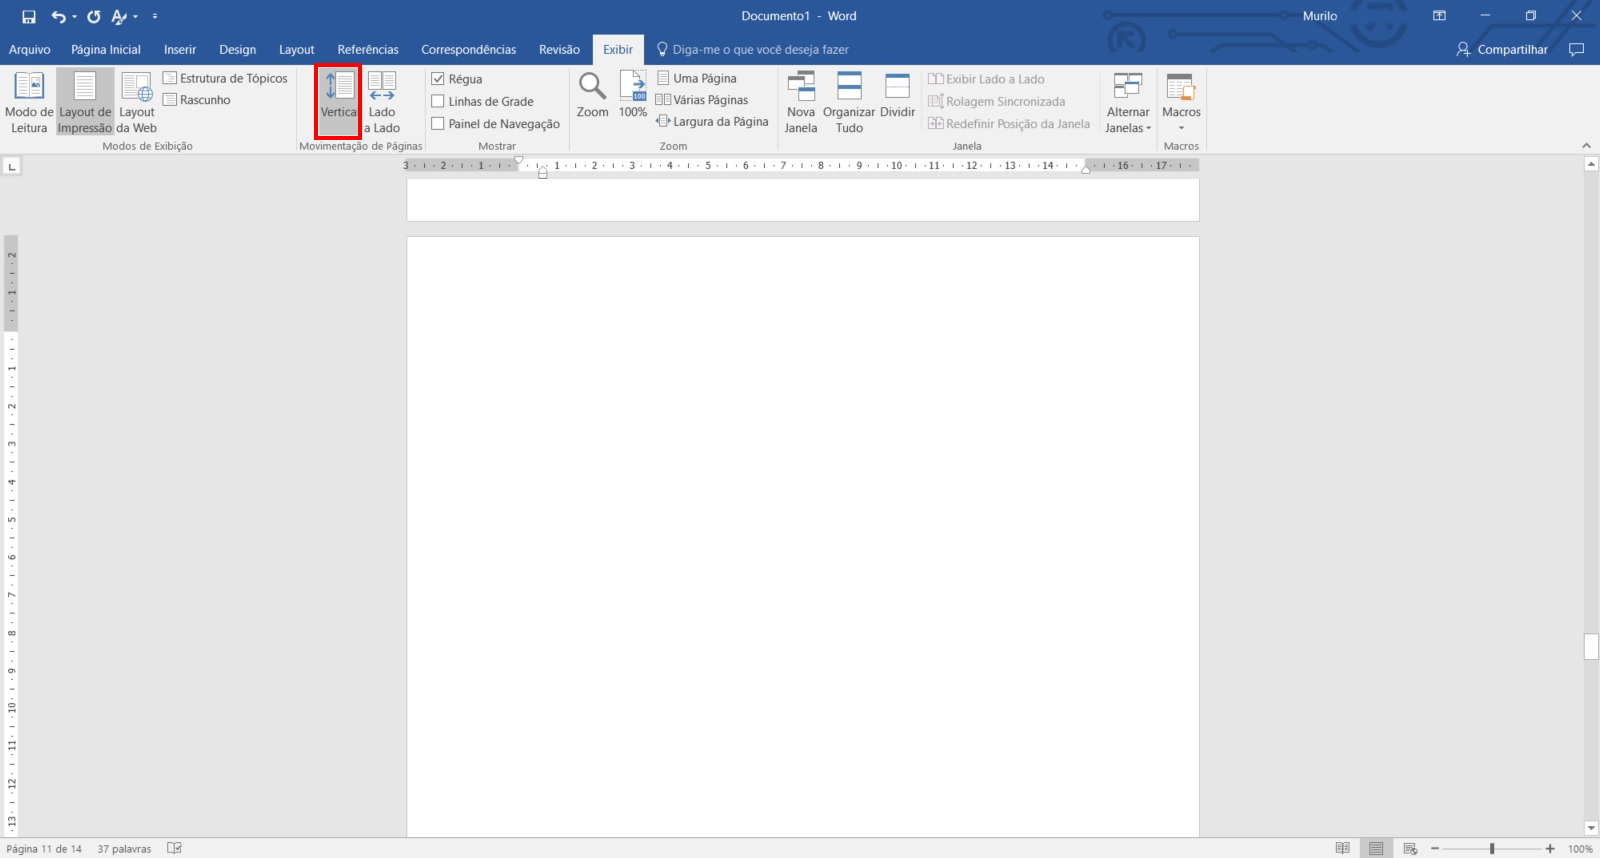 Documento1 - Word
Murilo
Arquivo Página Inicial Inserir Design Layout Referências Correspondências Revisão Exibir Diga-me o que você deseja fazer Compartilhar
Modo de Leitura
Layout de Impressão
Layout da Web
Estrutura de Tópicos
Rascunho
Modos de Exibição
Vertica
Lado a Lado
Movimentação de Páginas
Régua
Linhas de Grade
Painel de Navegação
Mostrar
Zoom
100
100%
Uma Página
Várias Páginas
Largura da Página
Zoom
Nova Janela
Organizar Tudo
Dividir
Exibir Lado a Lado
Rolagem Sincronizada
Redefinir Posição da Janela
Alternar Janelas
Janela
Macros
Macros
L
3 2 1 1 2 3 4 5 6 7 8 9 10 11 12 13 14 16 17
2
1
1
2
3
4
5
6
7
8
9
10
11
12
13
Página 11 de 14 37 palavras 100%